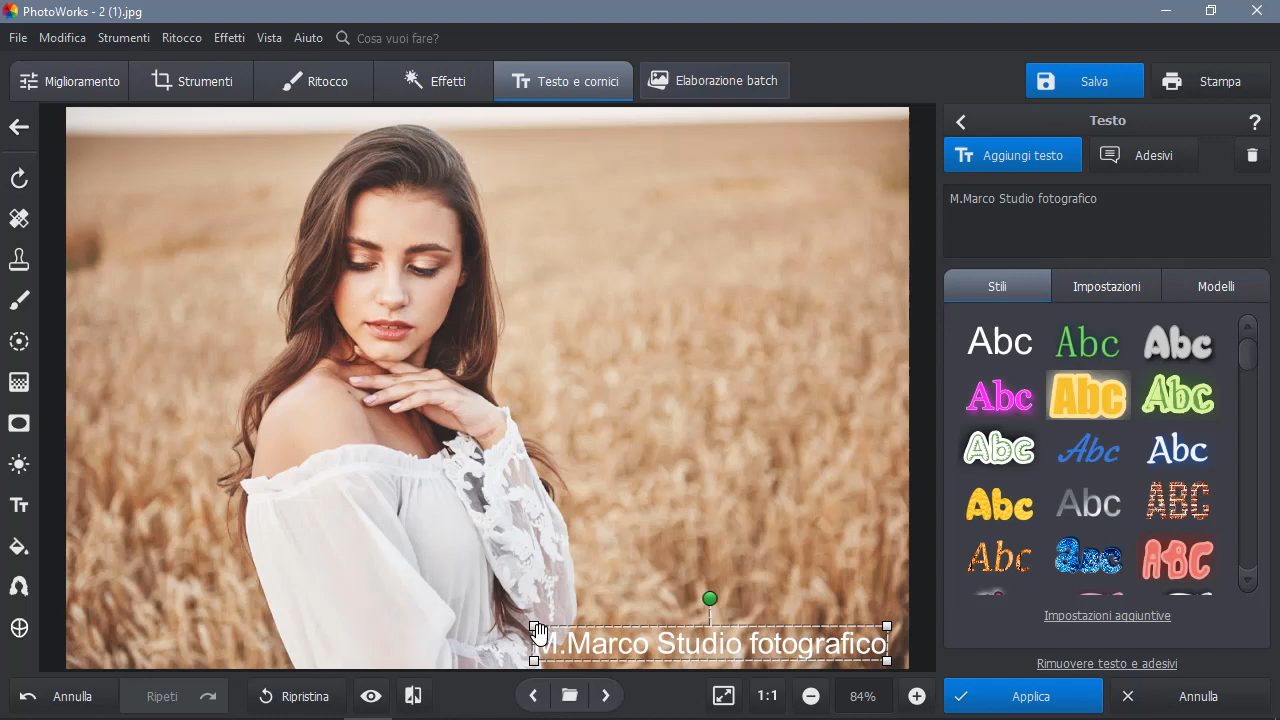 PhotoWorks - 2 (1).jpg
File Modifica Strumenti Ritocco Effetti Vista Aiuto Cosa vuoi fare?
Miglioramento Strumenti Ritocco Effetti Testo e cornici Elaborazione batch Salva Stampa
Testo ?
Aggiungi testo Adesivi
M.Marco Studio fotografico
Stili Impostazioni Modelli
Abc Abc Abc
Abc Abc Abc
Abc Abc Abc
Abc Abc ABC
Abc abc ABC
Impostazioni aggiuntive
M.Marco Studio fotografico
Rimuovere testo e adesivi
Annulla Ripeti Ripristina 1:1 84% Applica Annulla